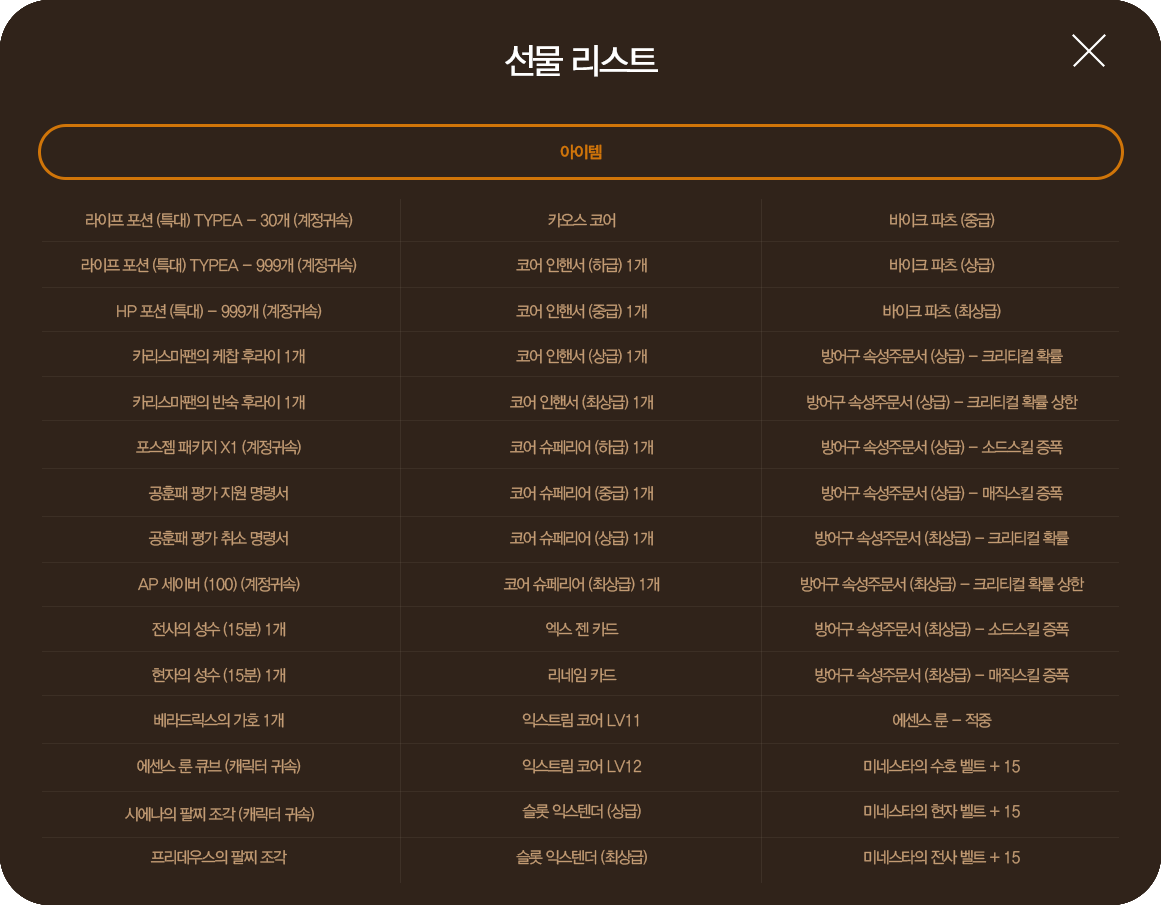 선물 리스트
아이템
라이프 포션 (특대) TYPEA - 30개 (계정귀속) 카오스 코어 바이크 파츠 (중급)
라이프 포션 (특대) TYPEA - 999개 (계정귀속) 코어 인핸서 (하급) 1개 바이크 파츠 (상급)
HP 포션 (특대) - 999개 (계정귀속) 코어 인핸서 (중급) 1개 바이크 파츠 (최상급)
카리스마팬의 케찹 후라이 1개 코어 인핸서 (상급) 1개 방어구 속성주문서 (상급) - 크리티컬 확률
카리스마팬의 반숙 후라이 1개 코어 인핸서 (최상급) 1개 방어구 속성주문서 (상급) - 크리티컬 확률 상한
포스젬 패키지 X1 (계정귀속) 코어 슈페리어 (하급) 1개 방어구 속성주문서 (상급) - 소드스킬 증폭
공훈패 평가 지원 명령서 코어 슈페리어 (중급) 1개 방어구 속성주문서 (상급) - 매직스킬 증폭
공훈패 평가 취소 명령서 코어 슈페리어 (상급) 1개 방어구 속성주문서 (최상급) - 크리티컬 확률
AP 세이버 (100) (계정귀속) 코어 슈페리어 (최상급) 1개 방어구 속성주문서 (최상급) - 크리티컬 확률 상한
전사의 성수 (15분) 1개 엑스 젠 카드 방어구 속성주문서 (최상급) - 소드스킬 증폭
현자의 성수 (15분) 1개 리네임 카드 방어구 속성주문서 (최상급) - 매직스킬 증폭
베라드릭스의 가호 1개 익스트림 코어 LV11 에센스 룬 - 적중
에센스 룬 큐브 (캐릭터 귀속) 익스트림 코어 LV12 미네스타의 수호 벨트 + 15
시에나의 팔찌 조각 (캐릭터 귀속) 슬롯 익스텐더 (상급) 미네스타의 현자 벨트 + 15
프리데우스의 팔찌 조각 슬롯 익스텐더 (최상급) 미네스타의 전사 벨트 + 15